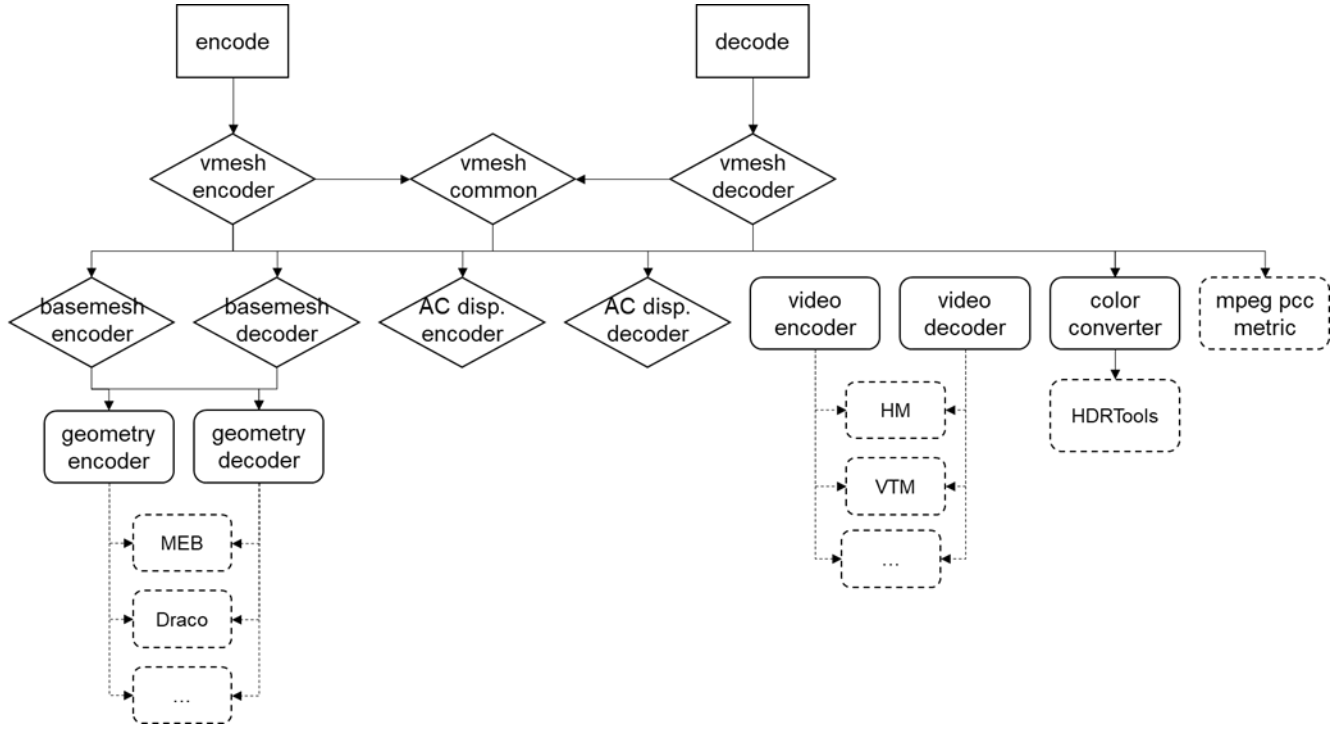 encode
decode
vmesh
encoder
vmesh
common
vmesh
decoder
basemesh
encoder
basemesh
decoder
AC disp.
encoder
AC disp.
decoder
video
encoder
video
decoder
color
converter
mpeg pcc
metric
geometry
encoder
geometry
decoder
HM
HDRTools
VTM
...
MEB
Draco
...